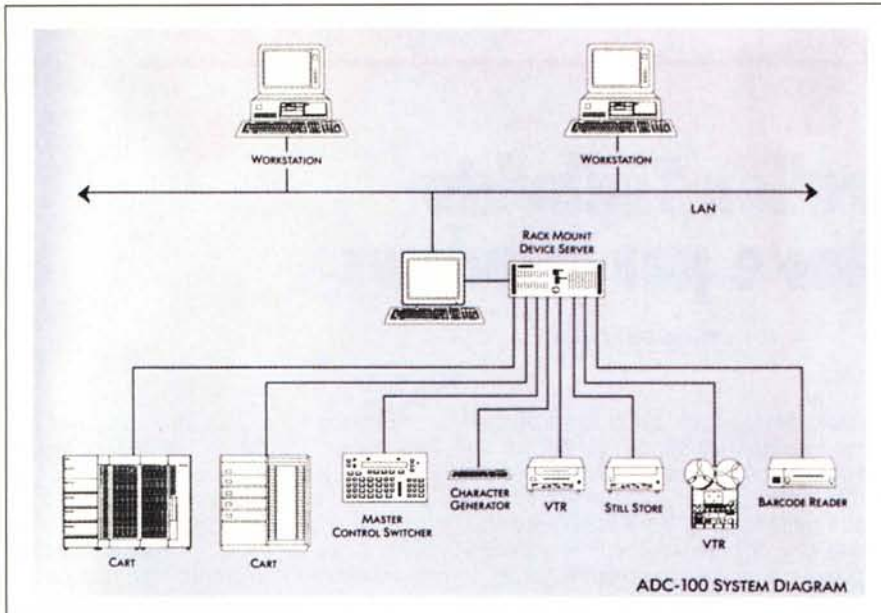 WORKSTATION
WORKSTATION
LAN
RACK MOUNT
DEVICE SERVER
CART
CART
MASTER
CONTROL SWITCHER
CHARACTER
GENERATOR
VTR
STILL STORE
VTR
BARCODE READER
ADC-100 SYSTEM DIAGRAM